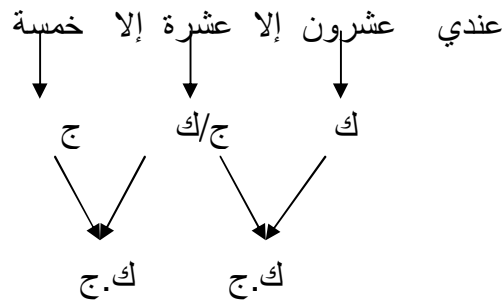 عندي عشرون إلا عشرة إلا خمسة
ك ج/ك ج
ك.ج ك.ج